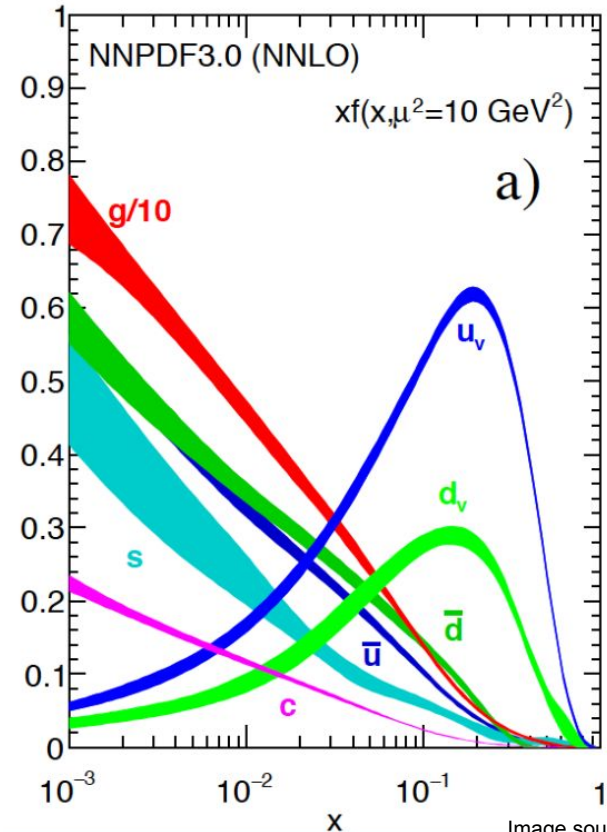 1
NNPDF3.0 (NNLO)
0.9
xf(x,μ²=10 GeV²)
0.8
a)
g/10
0.7
0.6
u_v
0.5
0.4
d_v
0.3
s
0.2
d̄
ū
0.1
c
0
10⁻³ 10⁻² 10⁻¹ 1
x
Image sou